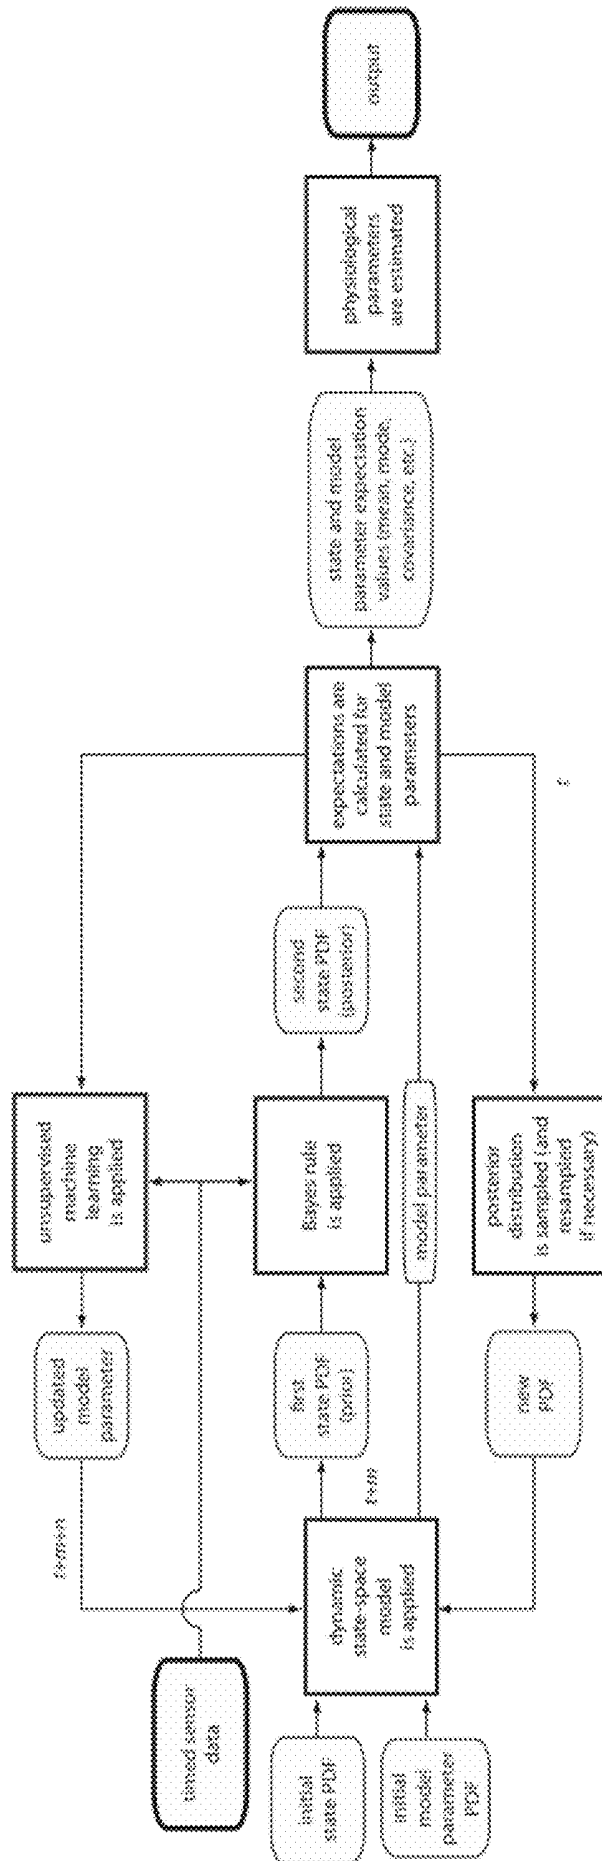 timed sensor
data
initial
state PDF
initial
model
parameter
PDF
dynamic
state-space
model
is applied
t+m+n
updated
model
parameter
unsupervised
machine
learning
is applied
first
state PDF
(prior)
t+m
Bayes rule
is applied
second
state PDF
(posterior)
model parameter
new
PDF
posterior
distribution
is sampled (and
resampled
if necessary)
t
expectations are
calculated for
state and model
parameters
state and model
parameter expectation
values (mean, mode,
covariance, etc.)
physiological
parameters
are estimated
output